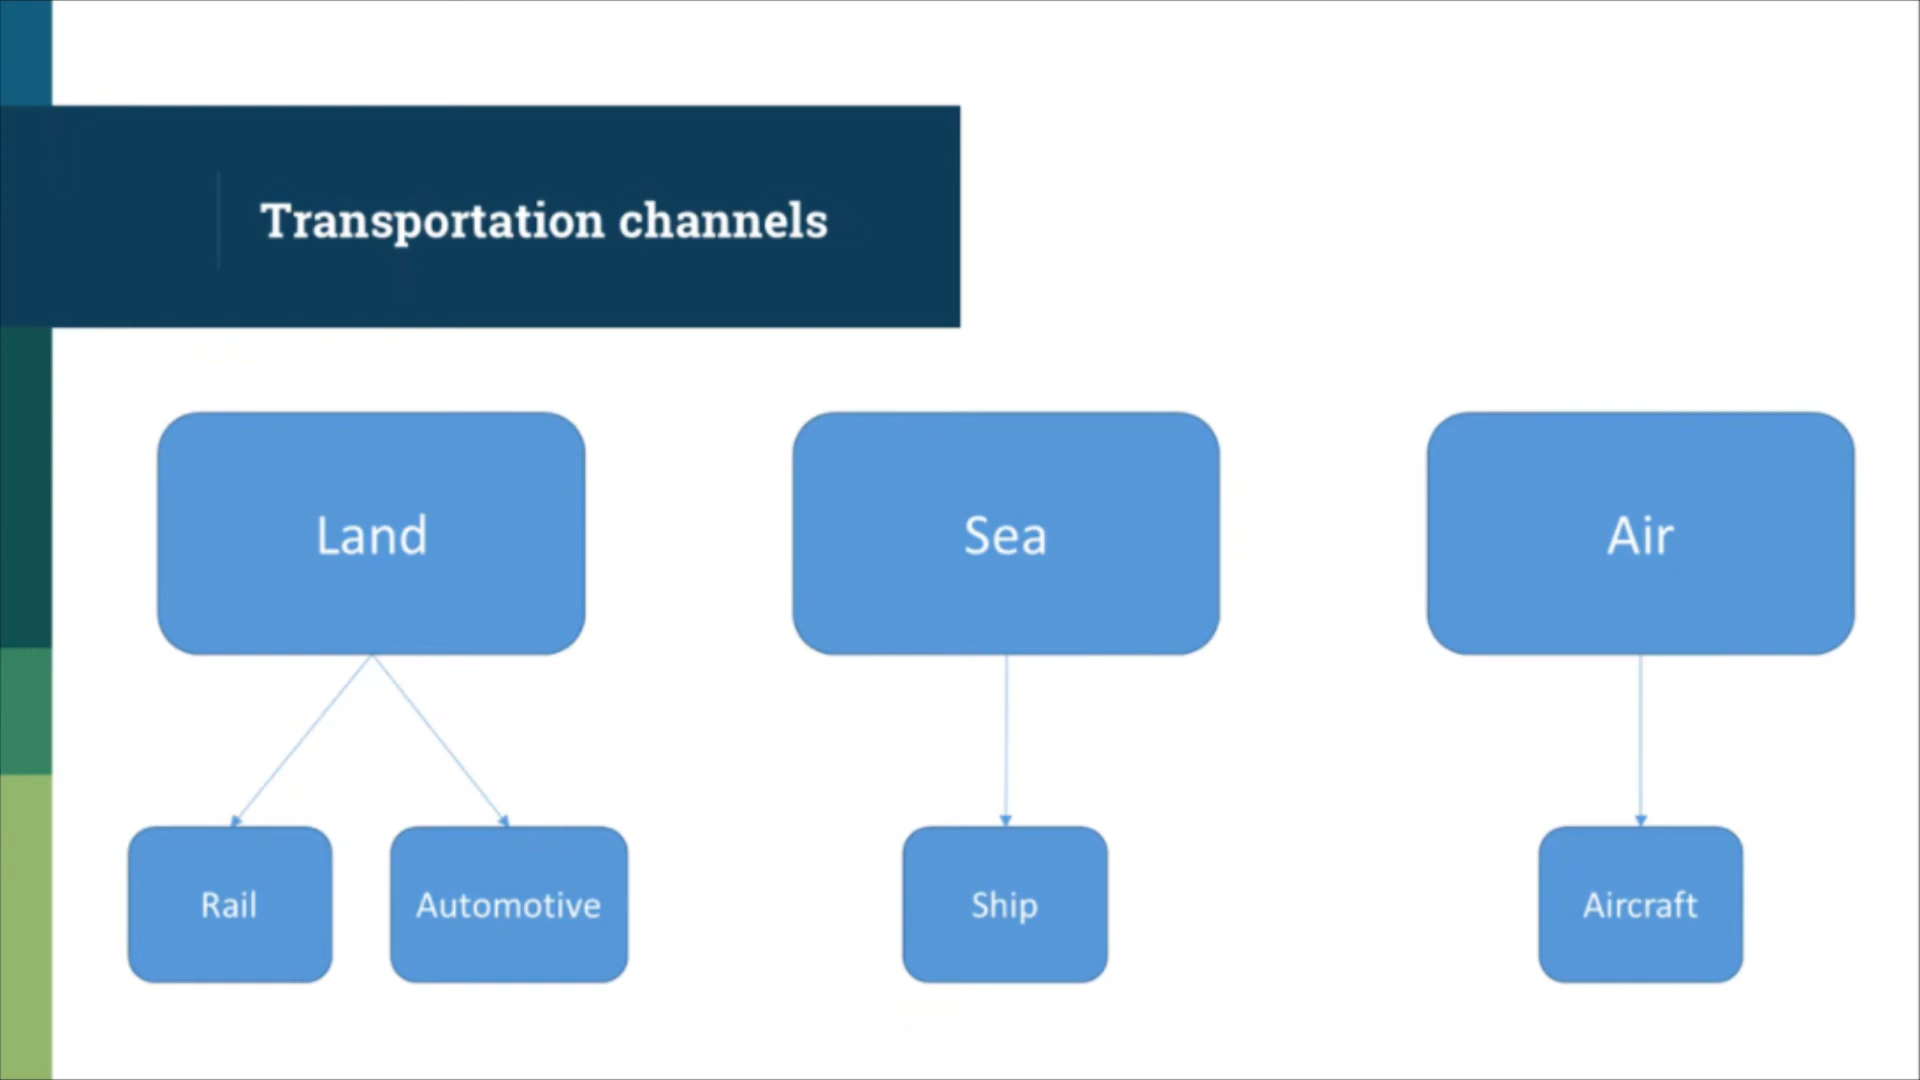 Transportation channels
Land
Sea
Air
Rail
Automotive
Ship
Aircraft